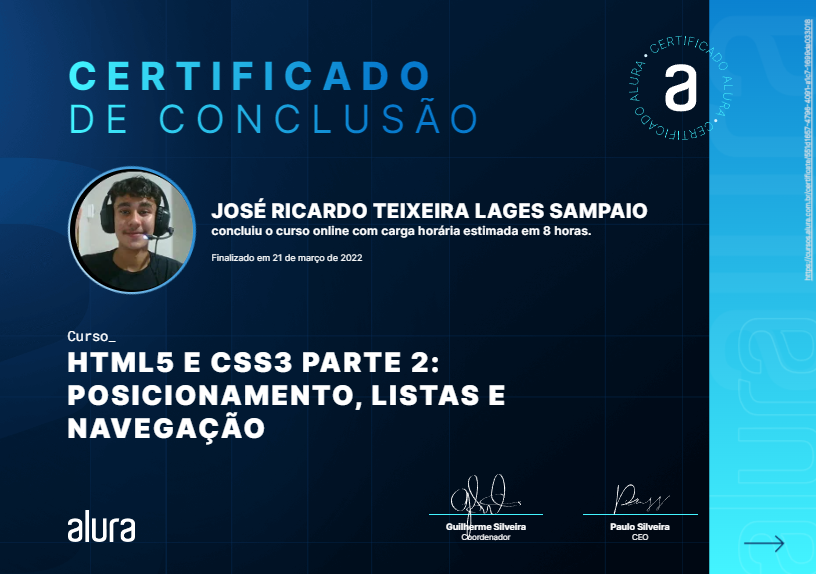 CERTIFICADO
DE CONCLUSÃO
CERTIFICADO ALURA • CERTIFICADO ALURA •
a
JOSÉ RICARDO TEIXEIRA LAGES SAMPAIO
concluiu o curso online com carga horária estimada em 8 horas.
Finalizado em 21 de março de 2022
Curso_
HTML5 E CSS3 PARTE 2:
POSICIONAMENTO, LISTAS E
NAVEGAÇÃO
alura
Guilherme Silveira
Coordenador
Paulo Silveira
CEO
alura